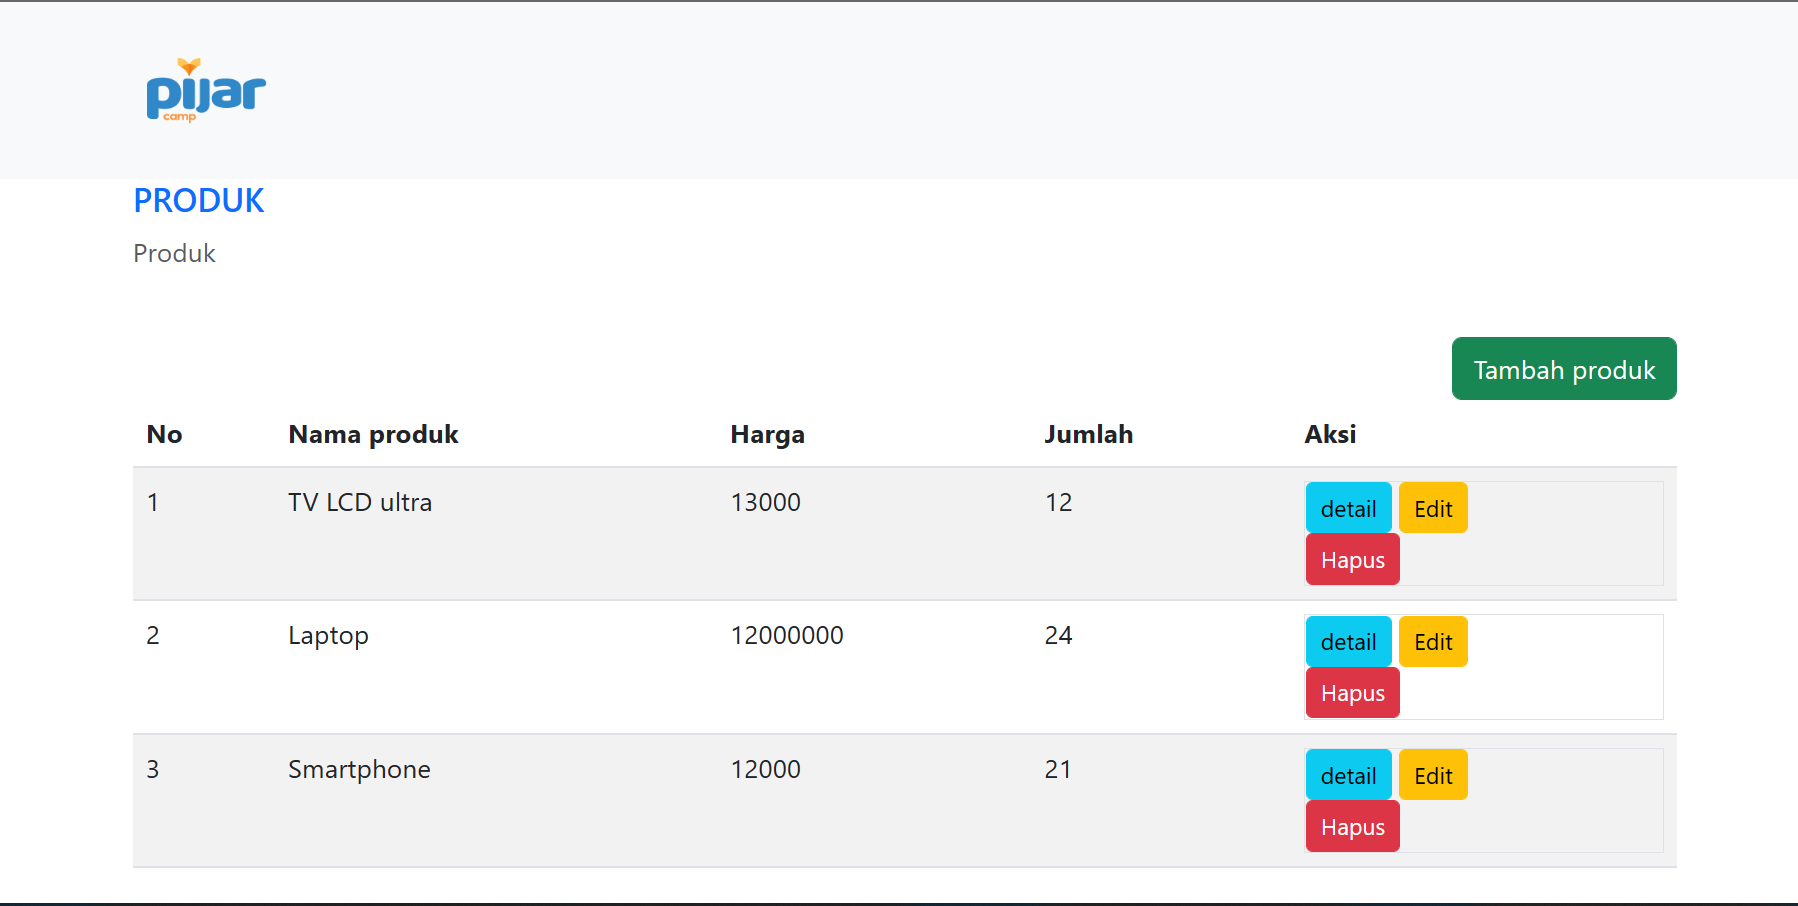 pijar
camp
PRODUK
Produk
Tambah produk
No Nama produk Harga Jumlah Aksi
1 TV LCD ultra 13000 12 detail Edit
Hapus
2 Laptop 12000000 24 detail Edit
Hapus
3 Smartphone 12000 21 detail Edit
Hapus